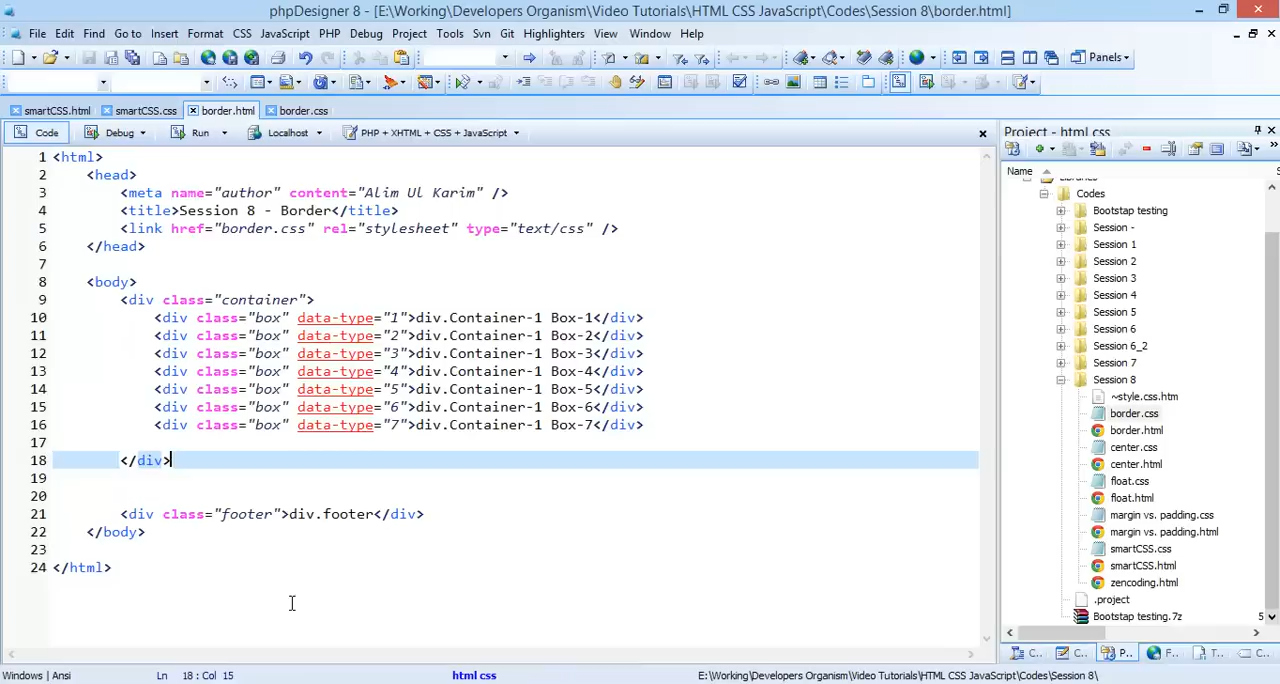 phpDesigner 8 - [E:\Working\Developers Organism\Video Tutorials\HTML CSS JavaScript\Codes\Session 8\border.html]
File Edit Find Go to Insert Format CSS JavaScript PHP Debug Project Tools Svn Git Highlighters View Window Help
Panels
smartCSS.html smartCSS.css border.html border.css
Code Debug Run Localhost PHP + XHTML + CSS + JavaScript
1 <html>
2 <head>
3 <meta name="author" content="Alim Ul Karim" />
4 <title>Session 8 - Border</title>
5 <link href="border.css" rel="stylesheet" type="text/css" />
6 </head>
7
8 <body>
9 <div class="container">
10 <div class="box" data-type="1">div.Container-1 Box-1</div>
11 <div class="box" data-type="2">div.Container-1 Box-2</div>
12 <div class="box" data-type="3">div.Container-1 Box-3</div>
13 <div class="box" data-type="4">div.Container-1 Box-4</div>
14 <div class="box" data-type="5">div.Container-1 Box-5</div>
15 <div class="box" data-type="6">div.Container-1 Box-6</div>
16 <div class="box" data-type="7">div.Container-1 Box-7</div>
17
18 </div>
19
20
21 <div class="footer">div.footer</div>
22 </body>
23
24 </html>
Project - html css
Name
Codes
Bootstap testing
Session -
Session 1
Session 2
Session 3
Session 4
Session 5
Session 6
Session 6_2
Session 7
Session 8
~style.css.htm
border.css
border.html
center.css
center.html
float.css
float.html
margin vs. padding.css
margin vs. padding.html
smartCSS.css
smartCSS.html
zencoding.html
.project
Bootstap testing.7z 5
C.. C.. P.. F.. T.. C..
Windows | Ansi Ln 18 : Col 15 html css E:\Working\Developers Organism\Video Tutorials\HTML CSS JavaScript\Codes\Session 8\